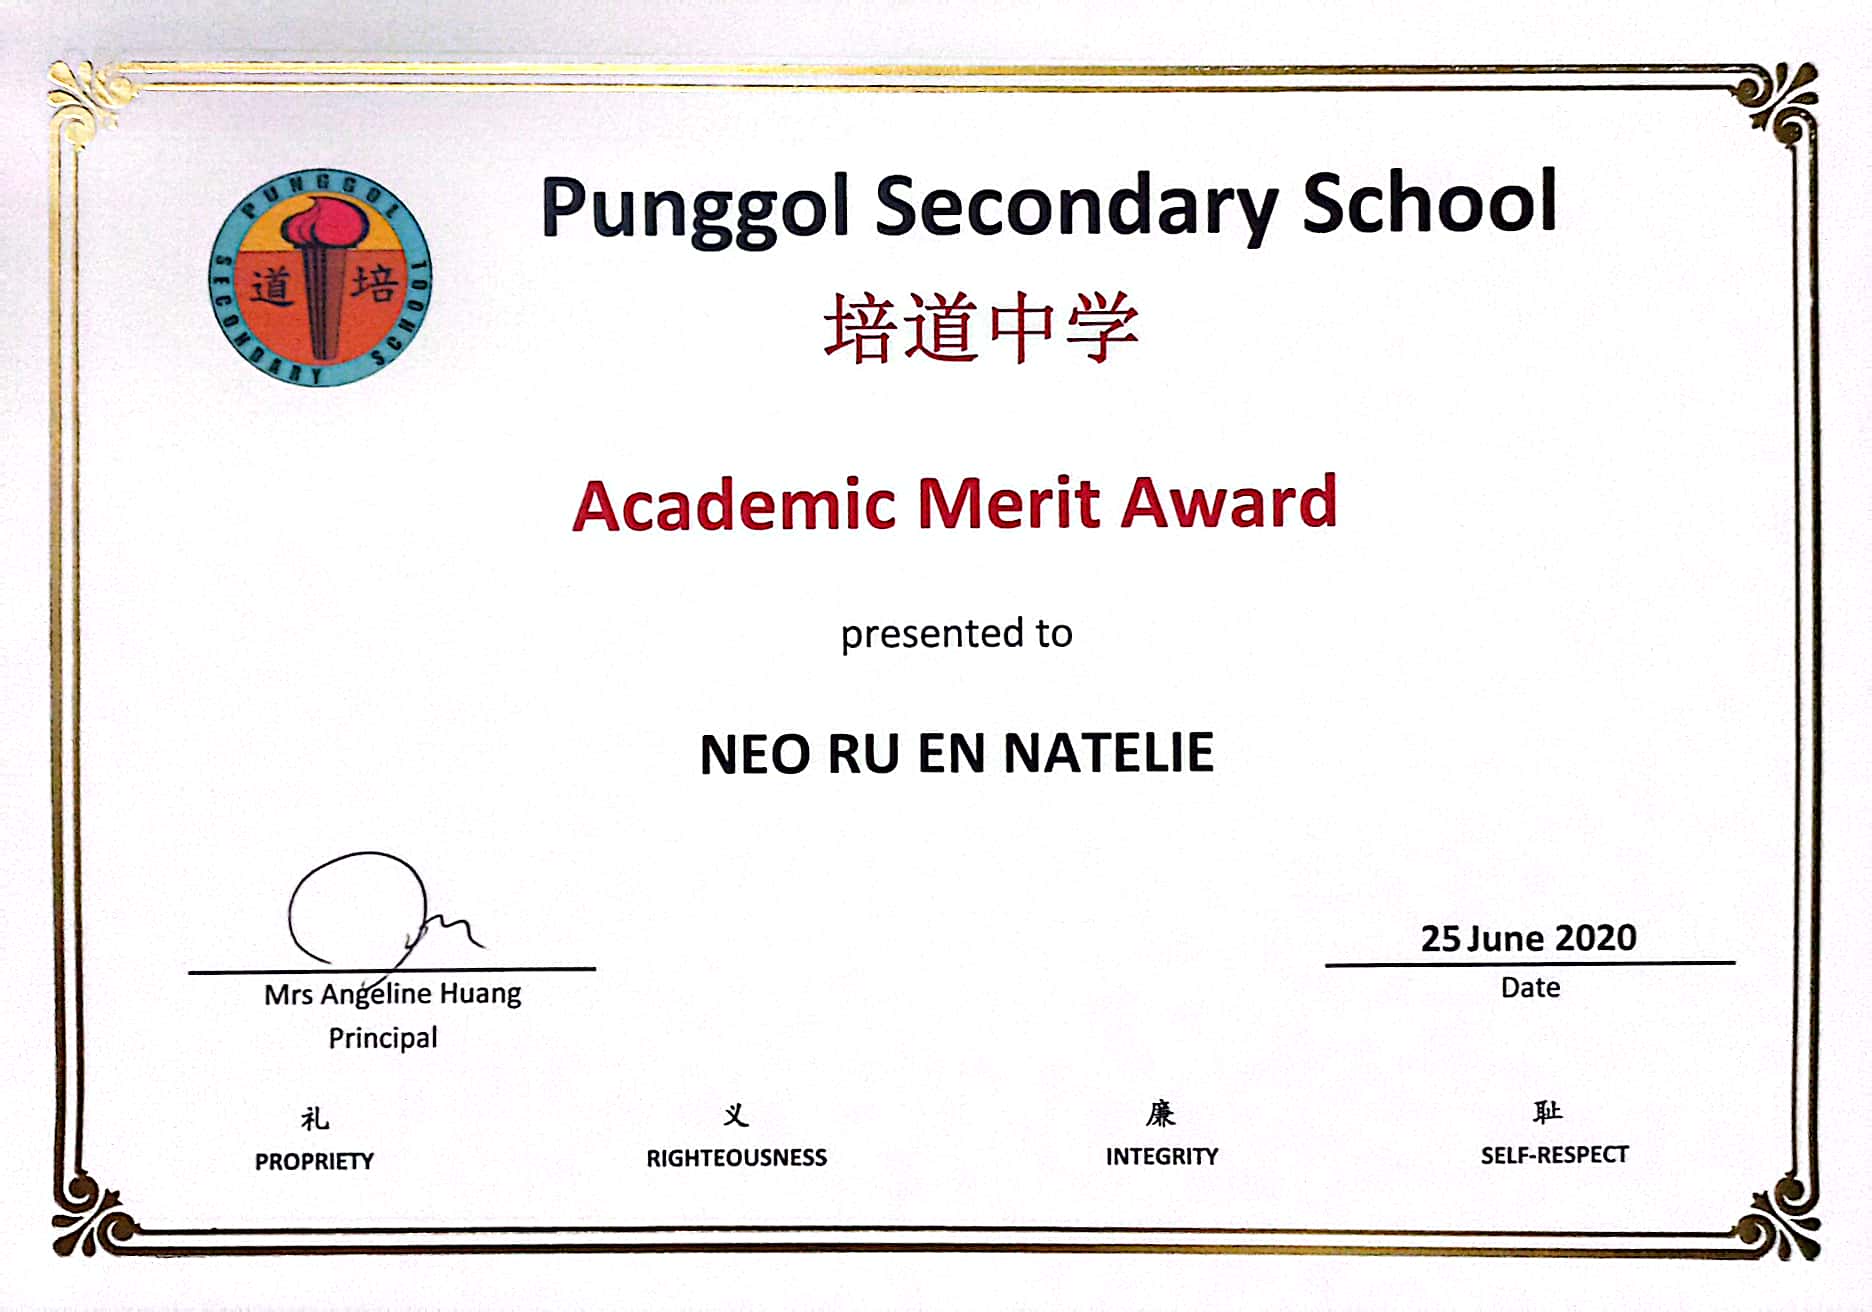 PUNGGOL SECONDARY SCHOOL
道 培
Punggol Secondary School
培道中学
Academic Merit Award
presented to
NEO RU EN NATELIE
25 June 2020
Mrs Angeline Huang
Date
Principal
礼 义 廉 耻
PROPRIETY RIGHTEOUSNESS INTEGRITY SELF-RESPECT